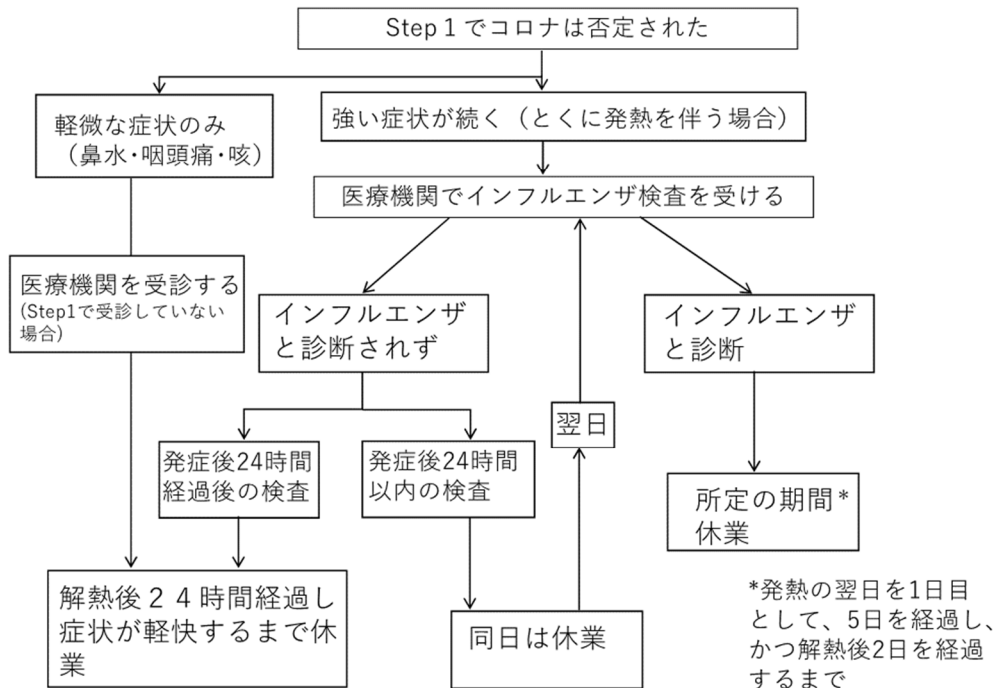 Step１でコロナは否定された
軽微な症状のみ
（鼻水・咽頭痛・咳）
強い症状が続く（とくに発熱を伴う場合）
医療機関でインフルエンザ検査を受ける
医療機関を受診する
(Step1で受診していない
場合)
インフルエンザ
と診断されず
インフルエンザ
と診断
翌日
発症後24時間
経過後の検査
発症後24時間
以内の検査
所定の期間*
休業
解熱後２４時間経過し
症状が軽快するまで休
業
同日は休業
*発熱の翌日を1日目
として、5日を経過し、
かつ解熱後2日を経過
するまで